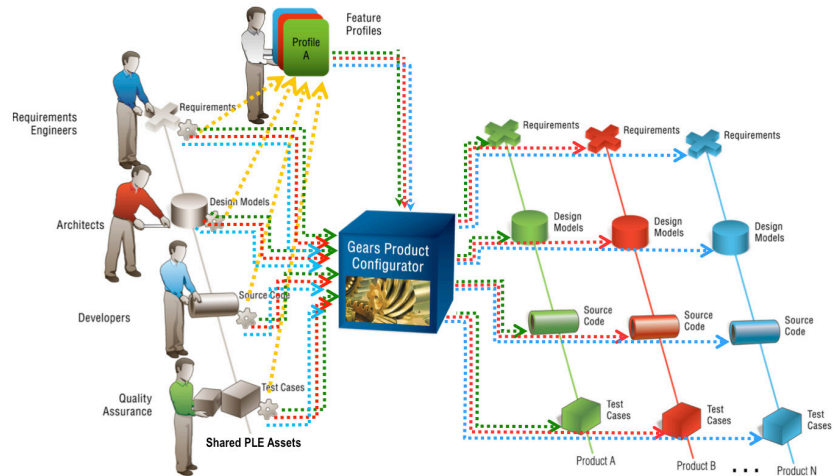 Feature
Profiles
Profile
A
Requirements
Engineers
Requirements
Architects
Design Models
Developers
Source Code
Quality
Assurance
Test Cases
Shared PLE Assets
Gears Product
Configurator
Requirements
Requirements
Requirements
Design
Models
Design
Models
Design
Models
Source
Code
Source
Code
Source
Code
Test
Cases
Test
Cases
Test
Cases
Product A
Product B
...
Product N